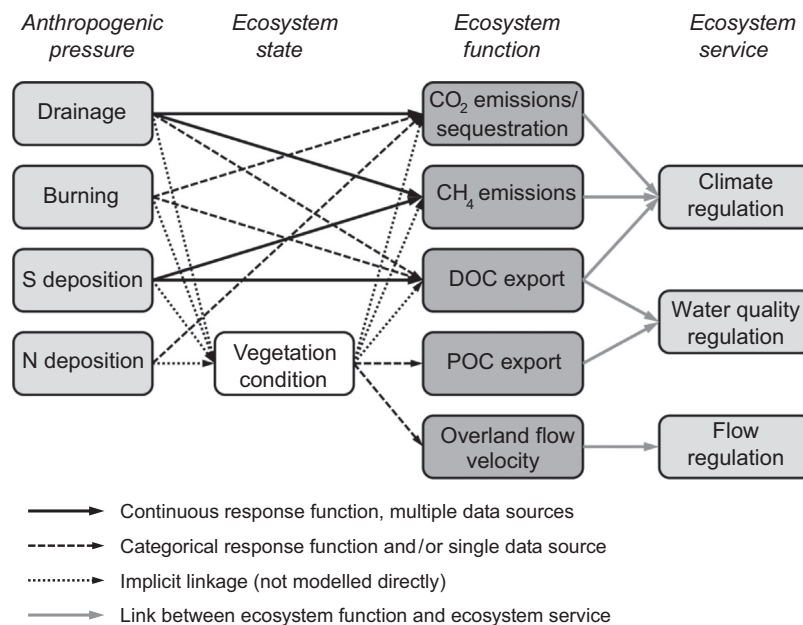 Anthropogenic pressure
Ecosystem state
Ecosystem function
Ecosystem service
Drainage
Burning
S deposition
N deposition
Vegetation
condition
CO₂ emissions/
sequestration
CH₄ emissions
DOC export
POC export
Overland flow
velocity
Climate
regulation
Water quality
regulation
Flow
regulation
Continuous response function, multiple data sources
Categorical response function and/or single data source
Implicit linkage (not modelled directly)
Link between ecosystem function and ecosystem service